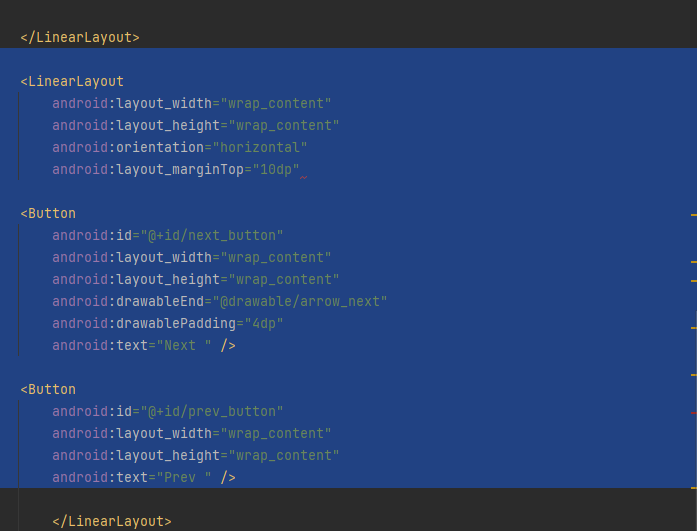 </LinearLayout>
<LinearLayout
android:layout_width="wrap_content"
android:layout_height="wrap_content"
android:orientation="horizontal"
android:layout_marginTop="10dp"
<Button
android:id="@+id/next_button"
android:layout_width="wrap_content"
android:layout_height="wrap_content"
android:drawableEnd="@drawable/arrow_next"
android:drawablePadding="4dp"
android:text="Next " />
<Button
android:id="@+id/prev_button"
android:layout_width="wrap_content"
android:layout_height="wrap_content"
android:text="Prev " />
</LinearLayout>